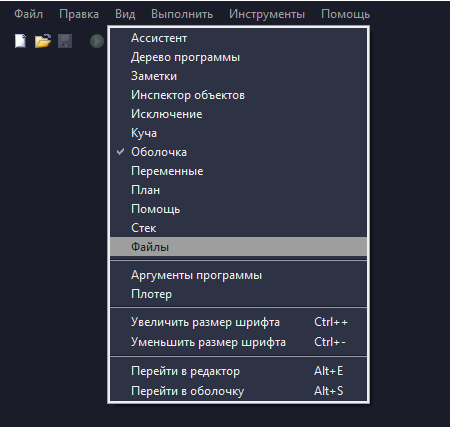 Файл Правка Вид Выполнить Инструменты Помощь
Ассистент
Дерево программы
Заметки
Инспектор объектов
Исключение
Куча
Оболочка
Переменные
План
Помощь
Стек
Файлы
Аргументы программы
Плотер
Увеличить размер шрифта Ctrl++
Уменьшить размер шрифта Ctrl+-
Перейти в редактор Alt+E
Перейти в оболочку Alt+S